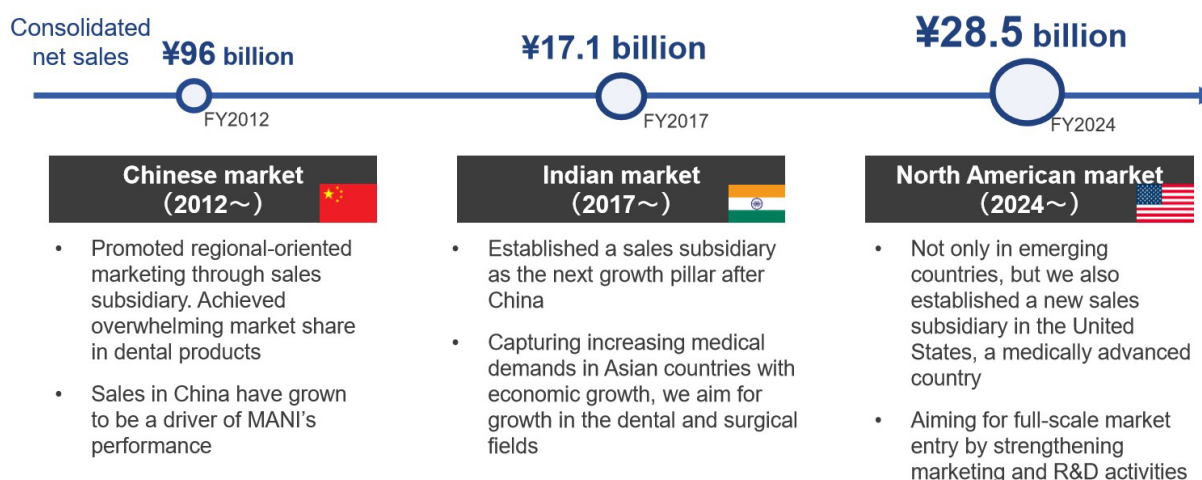 Consolidated
net sales
¥96 billion
¥17.1 billion
¥28.5 billion
FY2012
FY2017
FY2024
Chinese market
（2012～）
• Promoted regional-oriented
marketing through sales
subsidiary. Achieved
overwhelming market share
in dental products
• Sales in China have grown
to be a driver of MANI’s
performance
Indian market
（2017～）
• Established a sales subsidiary
as the next growth pillar after
China
• Capturing increasing medical
demands in Asian countries with
economic growth, we aim for
growth in the dental and surgical
fields
North American market
（2024～）
• Not only in emerging
countries, but we also
established a new sales
subsidiary in the United
States, a medically advanced
country
• Aiming for full-scale market
entry by strengthening
marketing and R&D activities